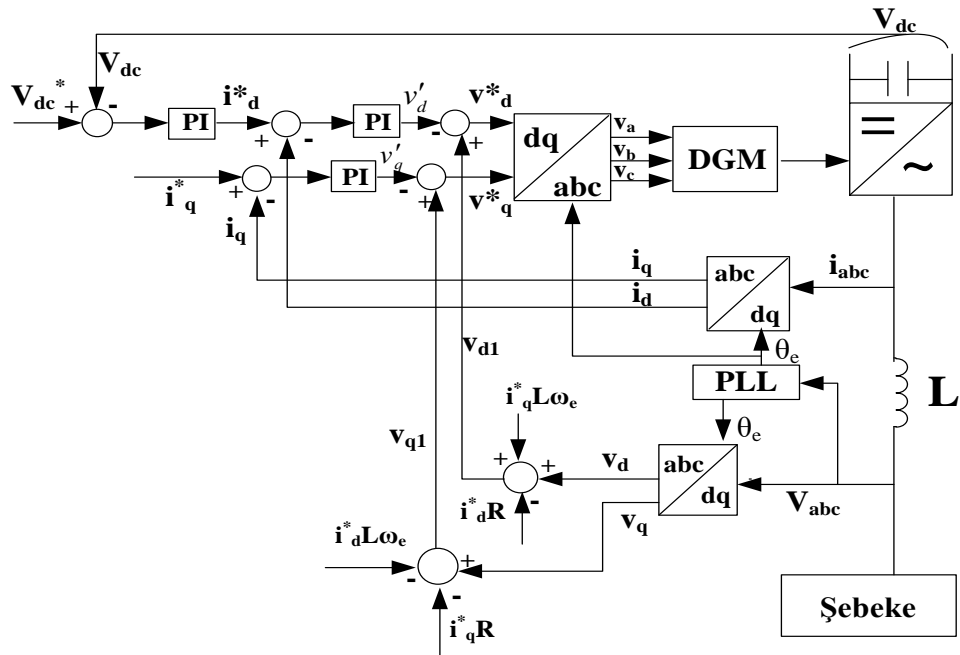 V_dc
V_dc
V_dc^* + -
PI
i*_d
+ -
PI
v'_d
- +
v*_d
dq
abc
v_a
v_b
v_c
DGM
=
~
i^*_q
+ -
PI
v'_q
- +
v*_q
i_q
i_q
i_d
abc
dq
i_abc
θ_e
PLL
θ_e
L
v_d1
v_q1
i^*_q Lω_e
+ + -
v_d
abc
dq
V_abc
i^*_d R
v_q
i^*_d Lω_e
- + -
i^*_q R
Şebeke